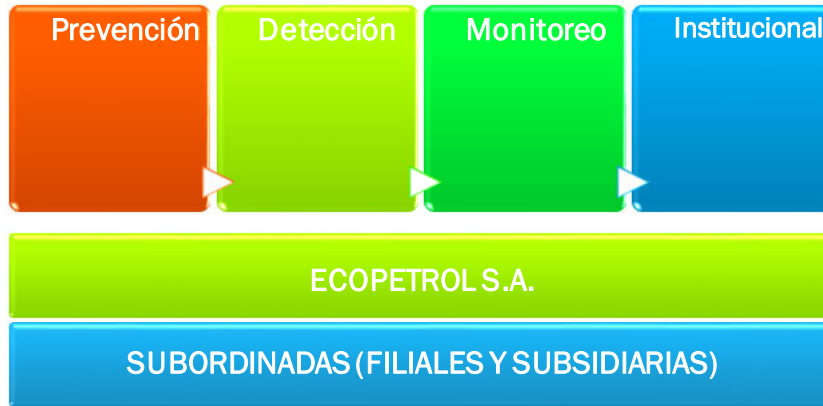 Prevención
Detección
Monitoreo
Institucional
ECOPETROL S.A.
SUBORDINADAS (FILIALES Y SUBSIDIARIAS)